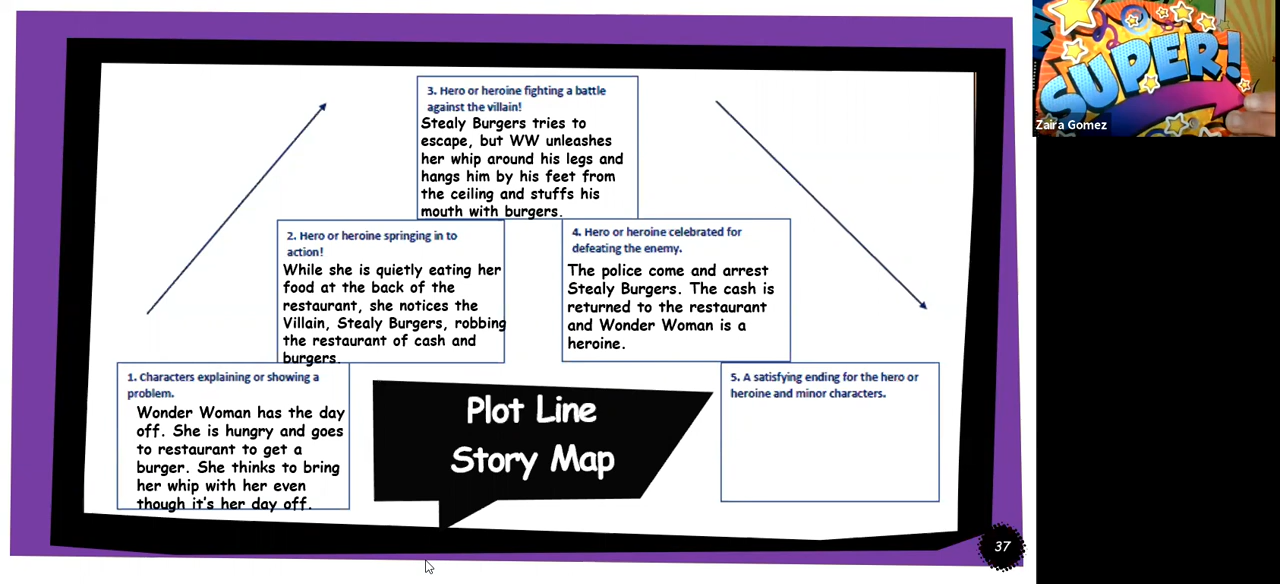 3. Hero or heroine fighting a battle
against the villain!
Stealy Burgers tries to
escape, but WW unleashes
her whip around his legs and
hangs him by his feet from
the ceiling and stuffs his
mouth with burgers.
2. Hero or heroine springing in to
action!
While she is quietly eating her
food at the back of the
restaurant, she notices the
Villain, Stealy Burgers, robbing
the restaurant of cash and
burgers.
4. Hero or heroine celebrated for
defeating the enemy.
The police come and arrest
Stealy Burgers. The cash is
returned to the restaurant
and Wonder Woman is a
heroine.
1. Characters explaining or showing a
problem.
Wonder Woman has the day
off. She is hungry and goes
to restaurant to get a
burger. She thinks to bring
her whip with her even
though it's her day off.
Plot Line
Story Map
5. A satisfying ending for the hero or
heroine and minor characters.
37
SUPER!
Zaira Gomez